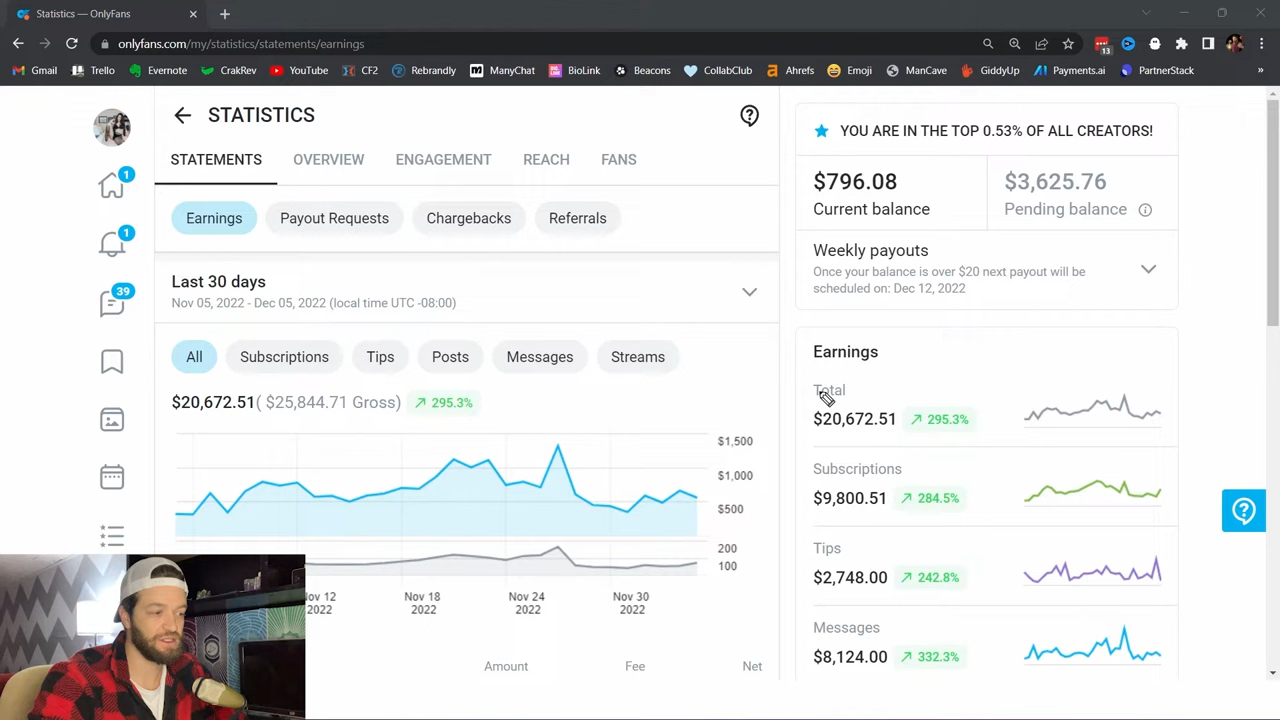 Statistics — OnlyFans
onlyfans.com/my/statistics/statements/earnings
13
Gmail Trello Evernote CrakRev YouTube CF2 Rebrandly ManyChat BioLink Beacons CollabClub Ahrefs Emoji ManCave GiddyUp Payments.ai PartnerStack »
1
1
39
STATISTICS
STATEMENTS OVERVIEW ENGAGEMENT REACH FANS
Earnings Payout Requests Chargebacks Referrals
Last 30 days
Nov 05, 2022 - Dec 05, 2022 (local time UTC -08:00)
All Subscriptions Tips Posts Messages Streams
$20,672.51( $25,844.71 Gross) 295.3%
$1,500
$1,000
$500
200
100
ov 12 2022
Nov 18 2022
Nov 24 2022
Nov 30 2022
Amount Fee Net
YOU ARE IN THE TOP 0.53% OF ALL CREATORS!
$796.08 $3,625.76
Current balance Pending balance
Weekly payouts
Once your balance is over $20 next payout will be
scheduled on: Dec 12, 2022
Earnings
Total
$20,672.51 295.3%
Subscriptions
$9,800.51 284.5%
Tips
$2,748.00 242.8%
Messages
$8,124.00 332.3%